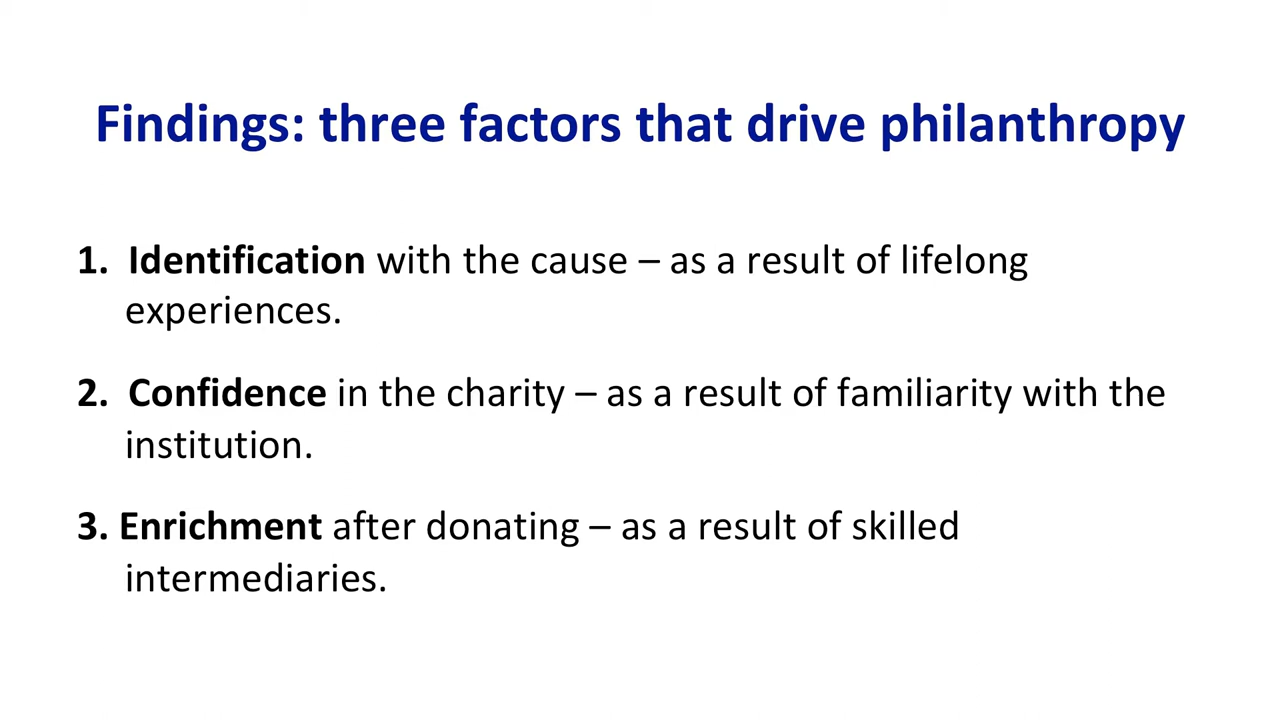 Findings: three factors that drive philanthropy
1. Identification with the cause – as a result of lifelong
experiences.
2. Confidence in the charity – as a result of familiarity with the
institution.
3. Enrichment after donating – as a result of skilled
intermediaries.